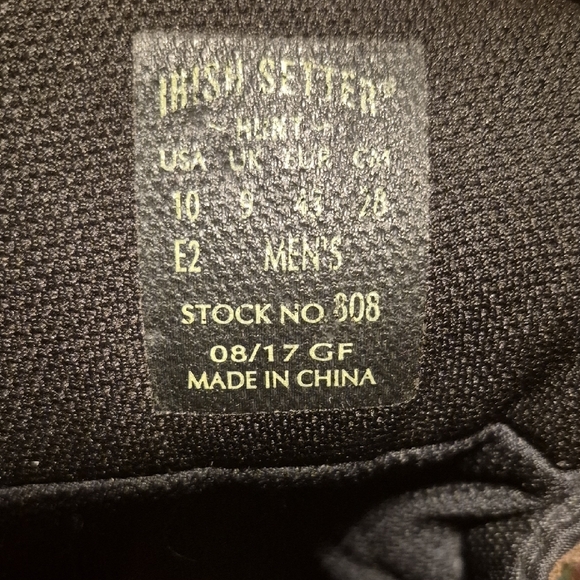 IRISH SETTER®
~ HUNT ~
USA UK EUR CM
10 9 43 28
E2 MEN'S
STOCK NO. 808
08/17 GF
MADE IN CHINA